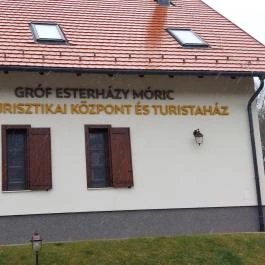 GRÓF ESTERHÁZY MÓRIC
URISZTIKAI KÖZPONT ÉS TURISTAHÁZ